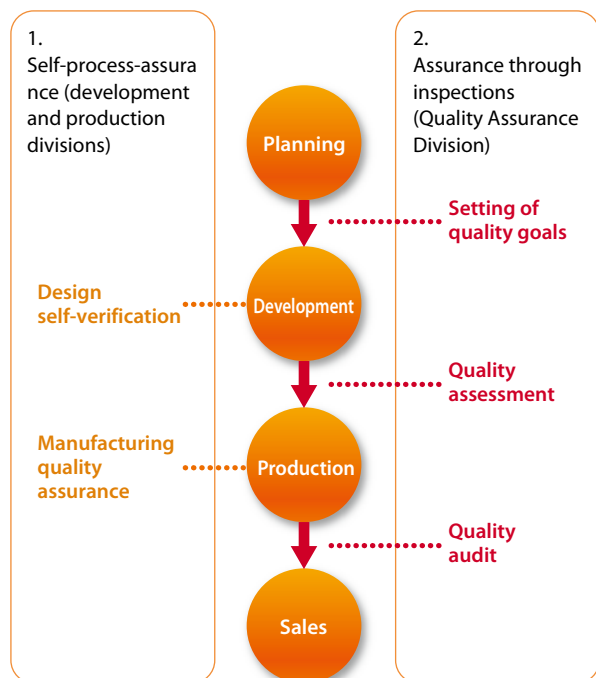 1.
Self-process-assura
nce (development
and production
divisions)
2.
Assurance through
inspections
(Quality Assurance
Division)
Planning
Setting of
quality goals
Design
self-verification
Development
Quality
assessment
Manufacturing
quality
assurance
Production
Quality
audit
Sales